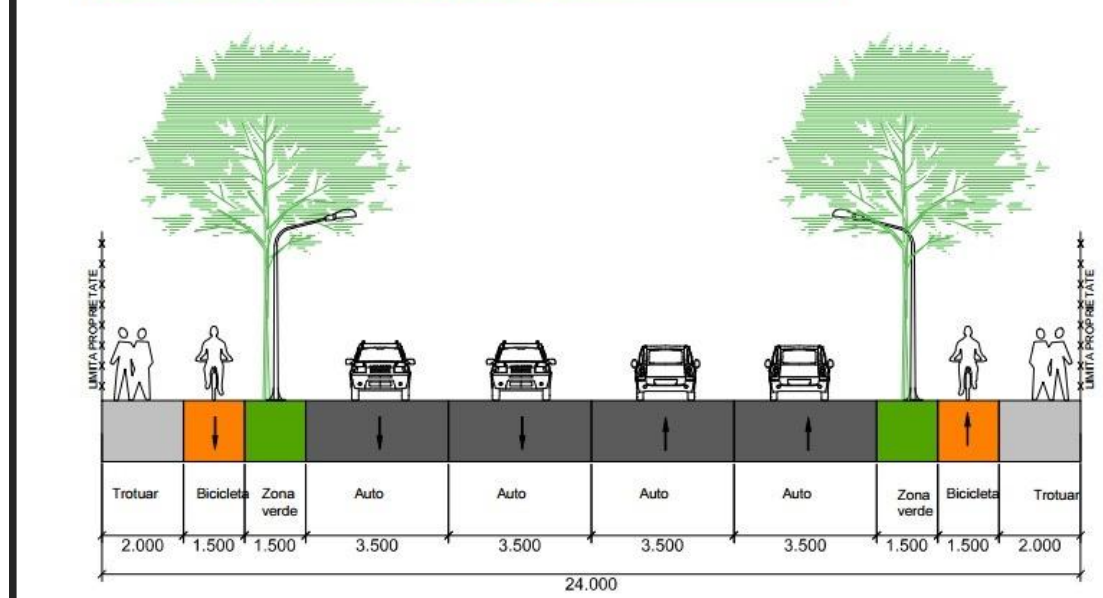 LIMITA PROPRIETATE
LIMITA PROPRIETATE
Trotuar
Bicicleta
Zona
verde
Auto
Auto
Auto
Auto
Zona
verde
Bicicleta
Trotuar
2.000
1.500
1.500
3.500
3.500
3.500
3.500
1.500
1.500
2.000
24.000